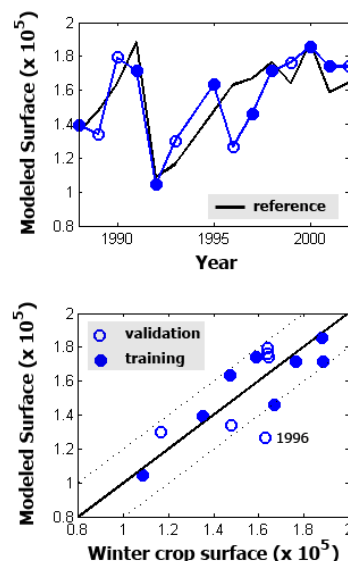 Modeled Surface (x 10⁵)
2
1.8
1.6
1.4
1.2
1
0.8
reference
1990 1995 2000
Year
Modeled Surface (x 10⁵)
2
1.8
1.6
1.4
1.2
1
0.8
validation
training
1996
1 1.2 1.4 1.6 1.8 2
Winter crop surface (x 10⁵)